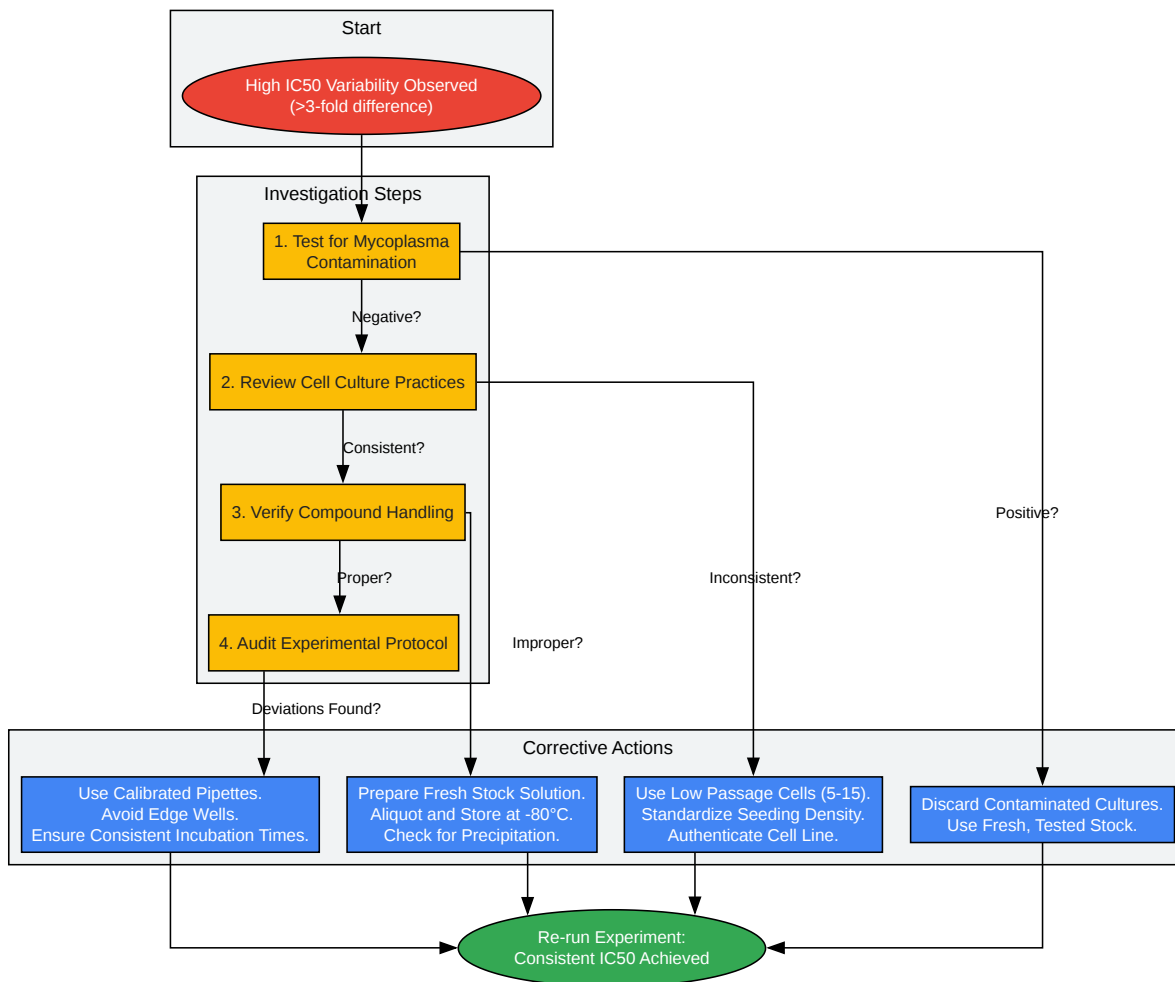 Start
High IC50 Variability Observed
(>3-fold difference)
Investigation Steps
1. Test for Mycoplasma
Contamination
Negative?
2. Review Cell Culture Practices
Consistent?
3. Verify Compound Handling
Positive?
Proper?
Inconsistent?
4. Audit Experimental Protocol
Improper?
Deviations Found?
Corrective Actions
Use Calibrated Pipettes.
Avoid Edge Wells.
Ensure Consistent Incubation Times.
Prepare Fresh Stock Solution.
Aliquot and Store at -80°C.
Check for Precipitation.
Use Low Passage Cells (5-15).
Standardize Seeding Density.
Authenticate Cell Line.
Discard Contaminated Cultures.
Use Fresh, Tested Stock.
Re-run Experiment:
Consistent IC50 Achieved